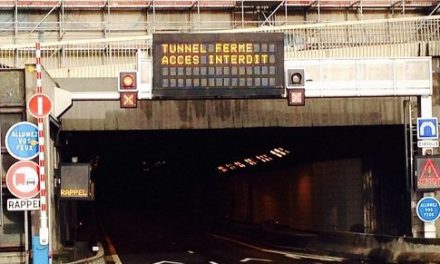 TUNNEL FERME
ACCES INTERDIT
ALLUMEZ
VOS
FEUX
RAPPEL
RAPPEL
ALLUMEZ
VOS
FEUX